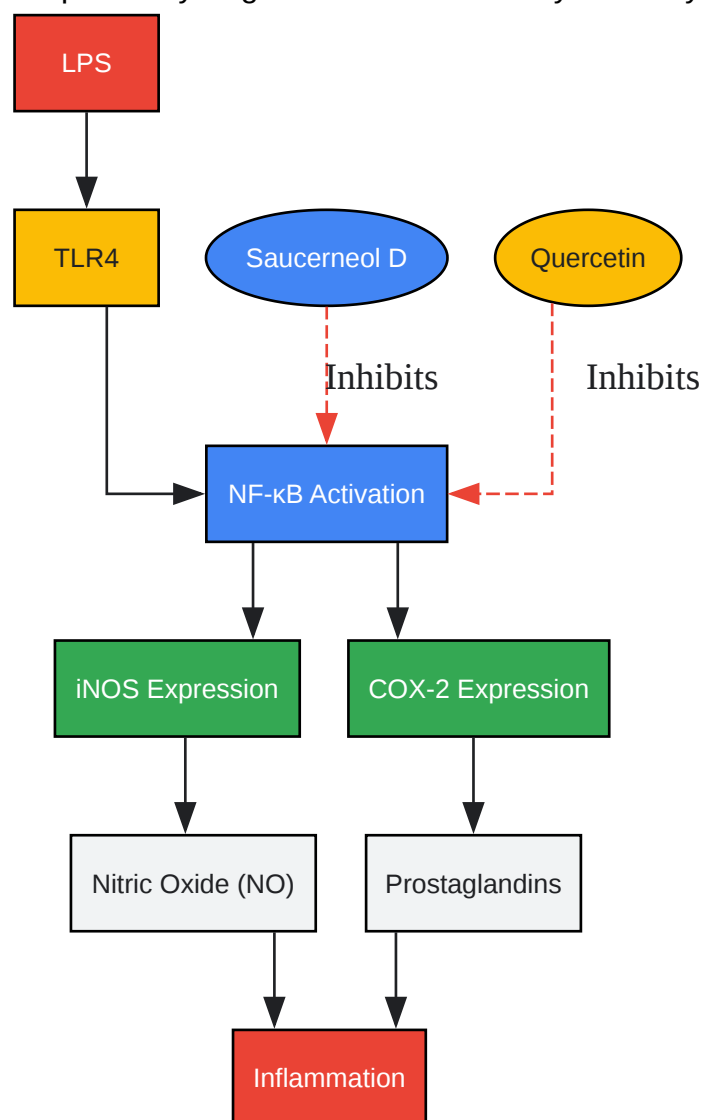 LPS
TLR4
Saucerneol D
Quercetin
Inhibits
Inhibits
NF-κB Activation
iNOS Expression
COX-2 Expression
Nitric Oxide (NO)
Prostaglandins
Inflammation